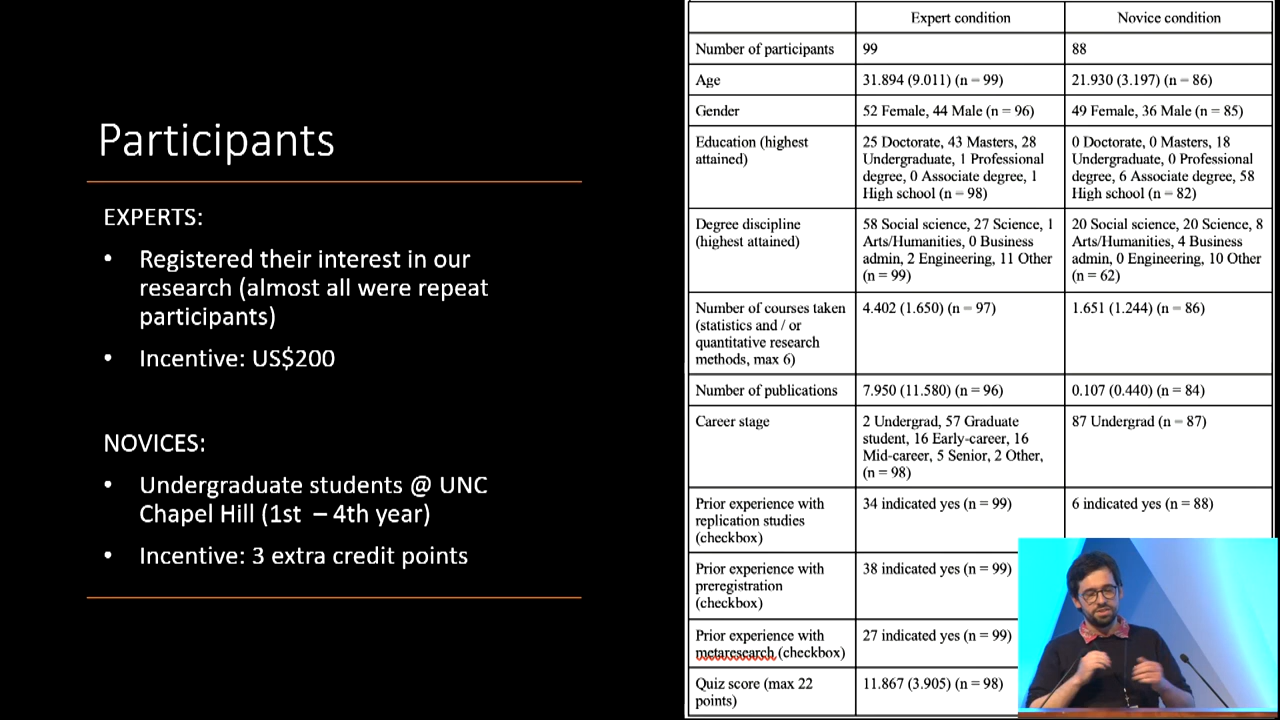 Participants
EXPERTS:
• Registered their interest in our
research (almost all were repeat
participants)
• Incentive: US$200
NOVICES:
• Undergraduate students @ UNC
Chapel Hill (1st – 4th year)
• Incentive: 3 extra credit points
Expert condition
Novice condition
Number of participants
99
88
Age
31.894 (9.011) (n = 99)
21.930 (3.197) (n = 86)
Gender
52 Female, 44 Male (n = 96)
49 Female, 36 Male (n = 85)
Education (highest
attained)
25 Doctorate, 43 Masters, 28
Undergraduate, 1 Professional
degree, 0 Associate degree, 1
High school (n = 98)
0 Doctorate, 0 Masters, 18
Undergraduate, 0 Professional
degree, 6 Associate degree, 58
High school (n = 82)
Degree discipline
(highest attained)
58 Social science, 27 Science, 1
Arts/Humanities, 0 Business
admin, 2 Engineering, 11 Other
(n = 99)
20 Social science, 20 Science, 8
Arts/Humanities, 4 Business
admin, 0 Engineering, 10 Other
(n = 62)
Number of courses taken
(statistics and / or
quantitative research
methods, max 6)
4.402 (1.650) (n = 97)
1.651 (1.244) (n = 86)
Number of publications
7.950 (11.580) (n = 96)
0.107 (0.440) (n = 84)
Career stage
2 Undergrad, 57 Graduate
student, 16 Early-career, 16
Mid-career, 5 Senior, 2 Other,
(n = 98)
87 Undergrad (n = 87)
Prior experience with
replication studies
(checkbox)
34 indicated yes (n = 99)
6 indicated yes (n = 88)
Prior experience with
preregistration
(checkbox)
38 indicated yes (n = 99)
Prior experience with
metaresearch (checkbox)
27 indicated yes (n = 99)
Quiz score (max 22
points)
11.867 (3.905) (n = 98)